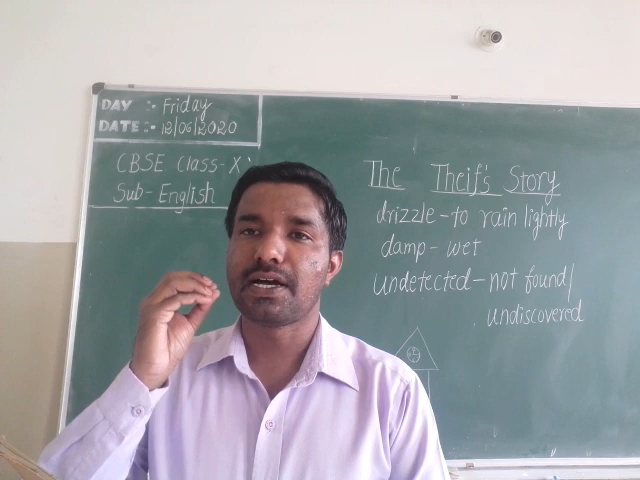 DAY :- Friday
DATE:- 12/06/2020
CBSE Class-X
Sub- English
The Theif's Story
drizzle-to rain lightly
damp- wet
undetected-not found/
undiscovered